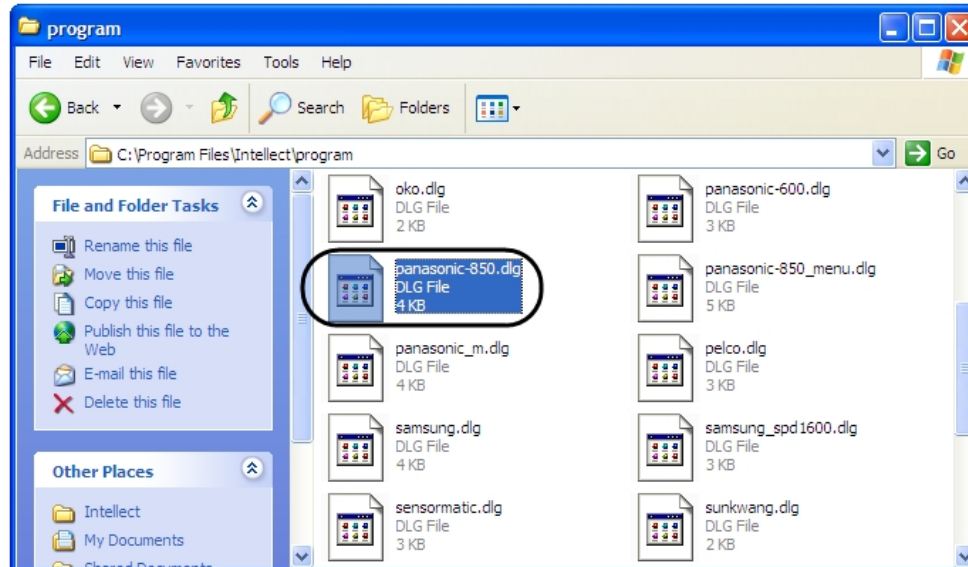 program
File Edit View Favorites Tools Help
Back Search Folders
Address C:\Program Files\Intellect\program Go
File and Folder Tasks
Rename this file
Move this file
Copy this file
Publish this file to the
Web
E-mail this file
Delete this file
Other Places
Intellect
My Documents
Shared Documents
oko.dlg
DLG File
2 KB
panasonic-600.dlg
DLG File
3 KB
panasonic-850.dlg
DLG File
4 KB
panasonic-850_menu.dlg
DLG File
5 KB
panasonic_m.dlg
DLG File
4 KB
pelco.dlg
DLG File
3 KB
samsung.dlg
DLG File
4 KB
samsung_spd1600.dlg
DLG File
3 KB
sensormatic.dlg
DLG File
3 KB
sunkwang.dlg
DLG File
2 KB